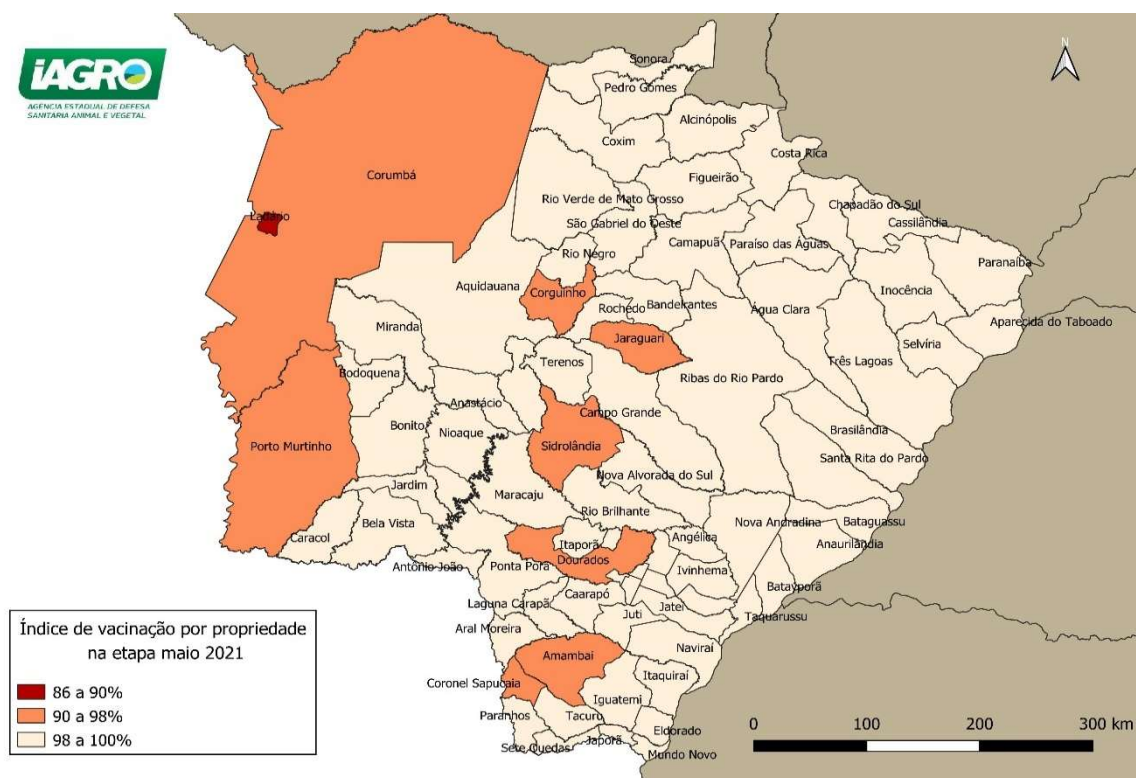 iAGRO
AGENCIA ESTADUAL DE DEFESA
SANITARIA ANIMAL E VEGETAL
N
Sonora
Pedro Gomes
Alcinópolis
Coxim
Costa Rica
Corumbá
Figueirão
Rio Verde de Mato Grosso
Chapadão do Sul
Ladário
São Gabriel do Oeste
Cassilândia
Camapuã
Paraíso das Águas
Rio Negro
Paranaíba
Aquidauana
Corguinho
Inocência
Rochedo
Bandeirantes
Água Clara
Aparecida do Taboado
Miranda
Jaraguari
Selvíria
Terenos
Três Lagoas
Bodoquena
Ribas do Rio Pardo
Anastácio
Campo Grande
Bonito
Brasilândia
Nioaque
Porto Murtinho
Sidrolândia
Santa Rita do Pardo
Nova Alvorada do Sul
Jardim
Maracaju
Rio Brilhante
Bela Vista
Nova Andradina
Bataguassu
Caracol
Angélica
Itaporã
Anaurilândia
Dourados
Antônio João
Ponta Porã
Ivinhema
Batayporã
Caarapó
Laguna Carapã
Jateí
Juti
Taquarussu
Aral Moreira
Naviraí
Amambai
Itaquiraí
Coronel Sapucaia
Iguatemi
Paranhos
Tacuru
Eldorado
Japorã
Sete Quedas
Mundo Novo
Índice de vacinação por propriedade
na etapa maio 2021
86 a 90%
90 a 98%
98 a 100%
0 100 200 300 km